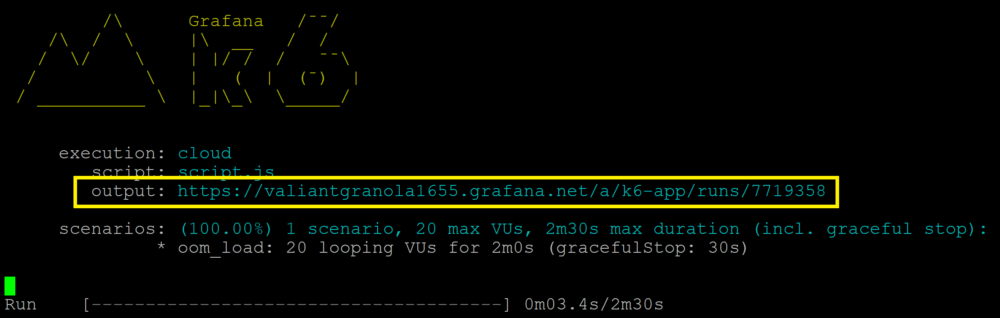 /\      Grafana   /‾‾/
    /\  /  \     |\  __   /  /
   /  \/    \    | |/ /  /   ‾‾\
  /          \   |   (  |  (‾)  |
 / __________ \  |_|\_\  \_____/
execution: cloud
script: script.js
output: https://valiantgranola1655.grafana.net/a/k6-app/runs/7719358
scenarios: (100.00%) 1 scenario, 20 max VUs, 2m30s max duration (incl. graceful stop):
* oom_load: 20 looping VUs for 2m0s (gracefulStop: 30s)
Run    [--------------------------------------] 0m03.4s/2m30s